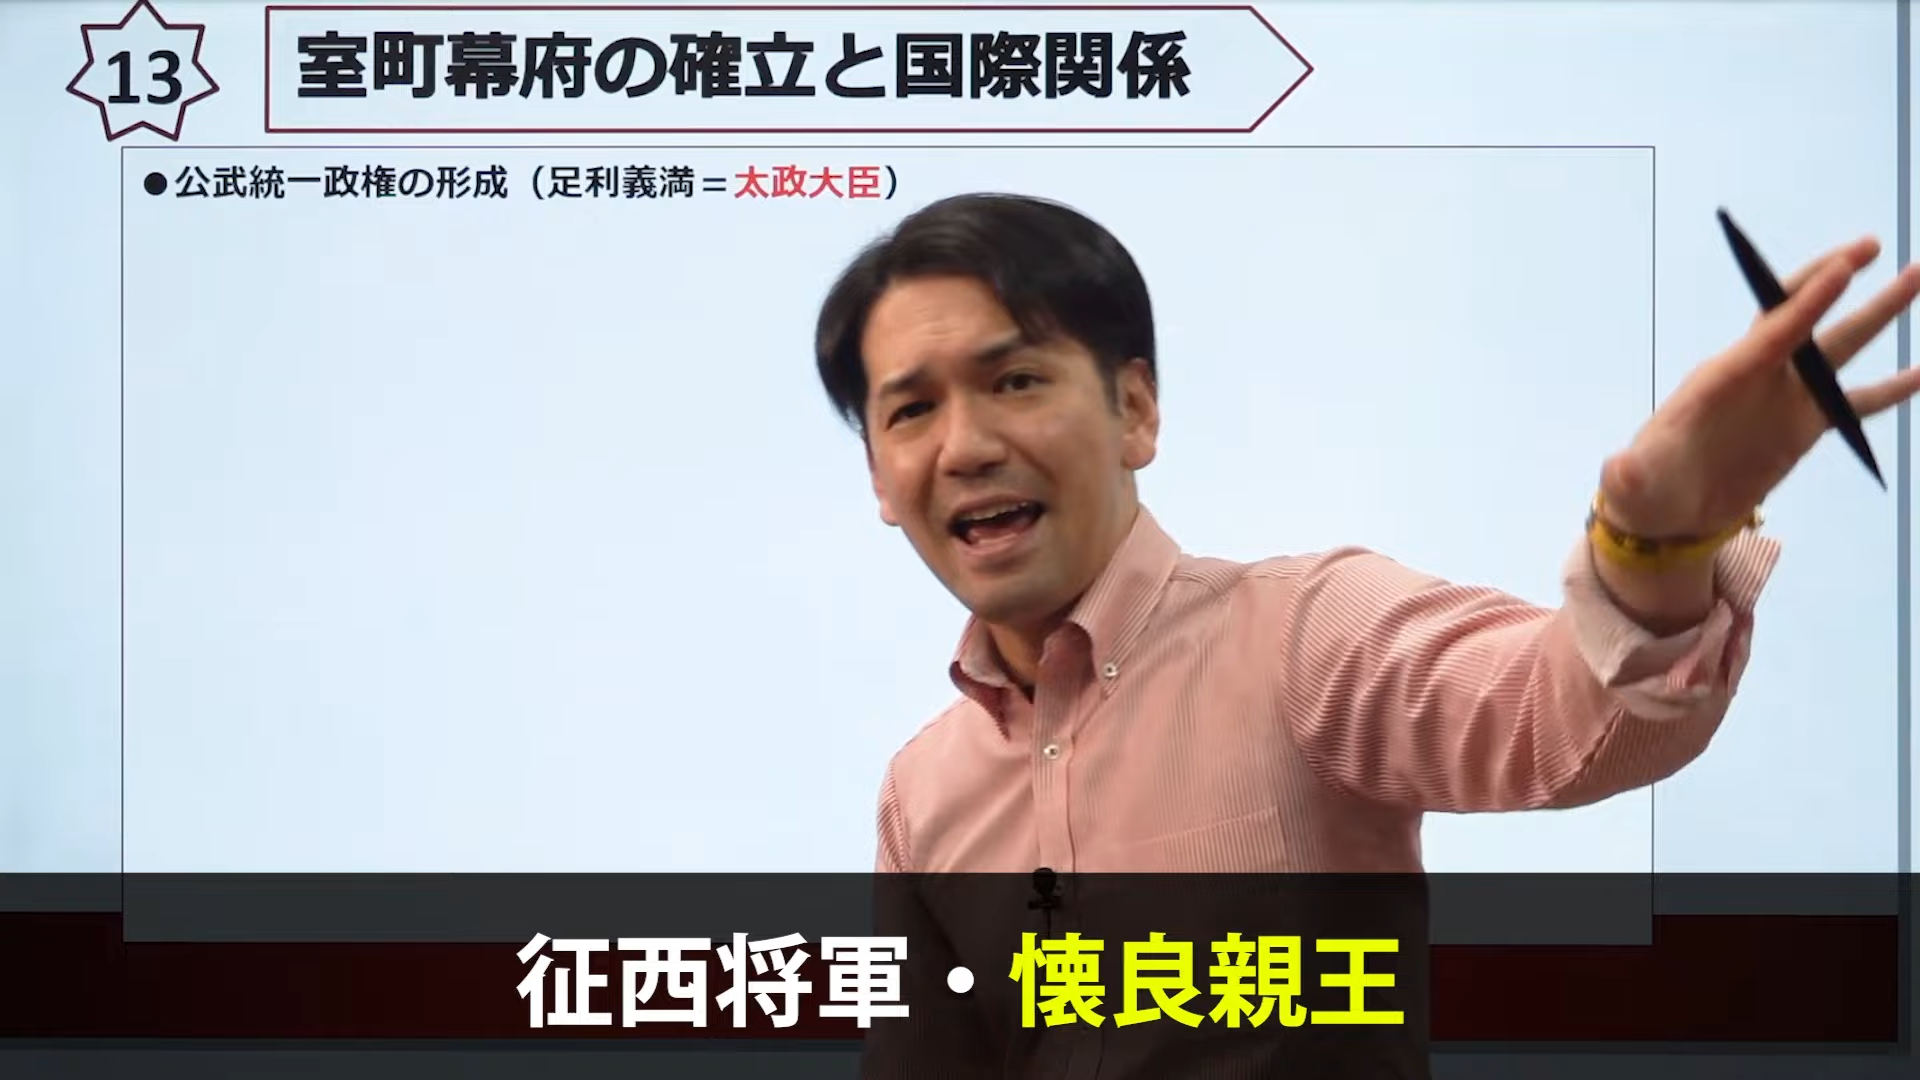 13
室町幕府の確立と国際関係
●公武統一政権の形成（足利義満＝太政大臣）
征西将軍・懐良親王